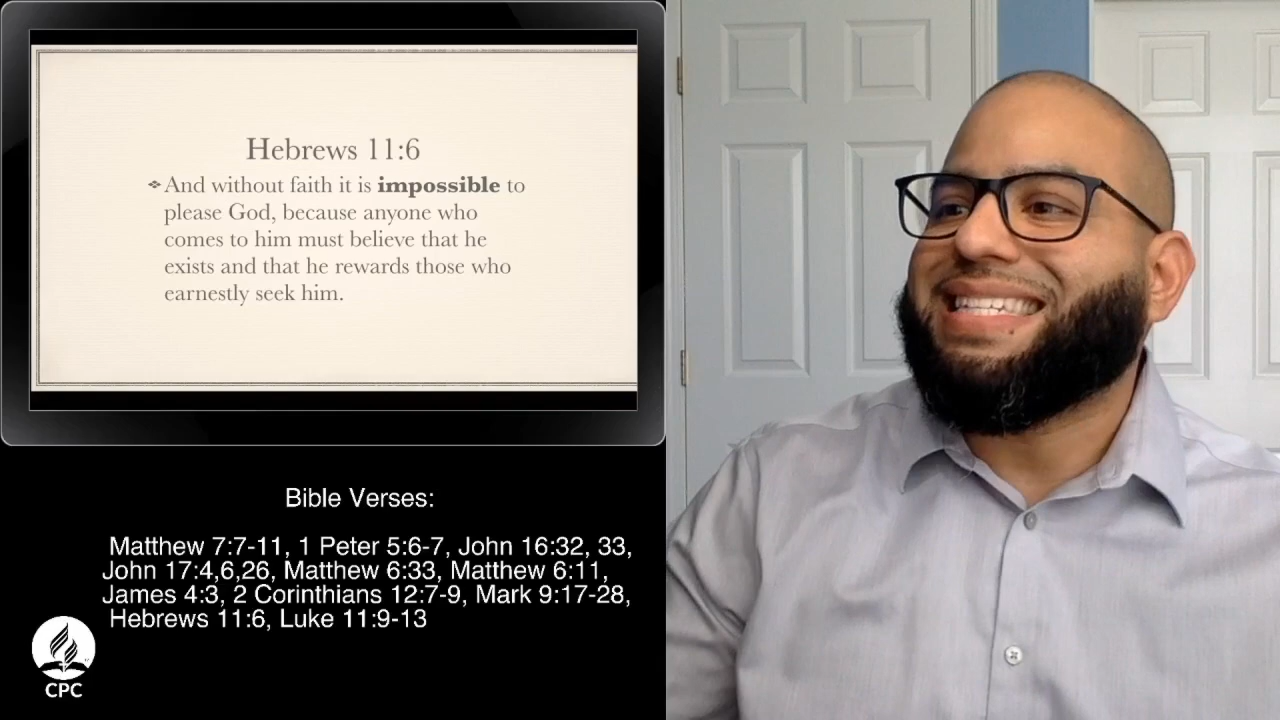 Hebrews 11:6
❖ And without faith it is impossible to
please God, because anyone who
comes to him must believe that he
exists and that he rewards those who
earnestly seek him.
Bible Verses:
Matthew 7:7-11, 1 Peter 5:6-7, John 16:32, 33,
John 17:4,6,26, Matthew 6:33, Matthew 6:11,
James 4:3, 2 Corinthians 12:7-9, Mark 9:17-28,
Hebrews 11:6, Luke 11:9-13
CPC